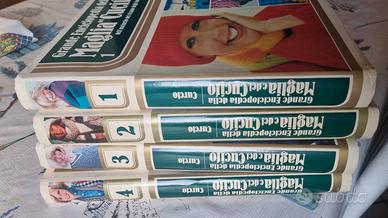 Grande Enciclopedia della
Maglia e del Cucito
1
Grande Enciclopedia della
Maglia e del Cucito
Curcio
2
Grande Enciclopedia della
Maglia e del Cucito
Curcio
3
Grande Enciclopedia della
Maglia e del Cucito
Curcio
4
Grande Enciclopedia della
Maglia e del Cucito
Curcio
subito